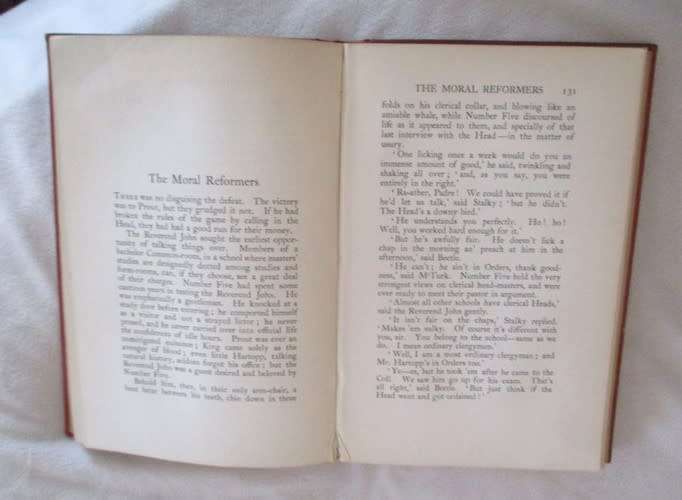 The Moral Reformers
THERE was no disguising the defeat. The victory
was to Prout, but they grudged it not. If he had
broken the rules of the game by calling in the
Head, they had had a good run for their money.
The Reverend John sought the earliest oppor-
tunity of talking things over. Members of a
bachelor Common-room, in a school where masters'
studies are designedly dotted among studies and
form-rooms, can, if they choose, see a great deal
of their charges. Number Five had spent some
cautious years in testing the Reverend John. He
was emphatically a gentleman. He knocked at a
study door before entering; he comported himself
as a visitor and not a strayed lictor; he never
prosed, and he never carried over into official life
the confidences of idle hours. Prout was ever an
unmitigated nuisance; King came solely as the
avenger of blood; even little Hartopp, talking
natural history, seldom forgot his office; but the
Reverend John was a guest desired and beloved by
Number Five.
Behold him, then, in their only arm-chair, a
bent briar between his teeth, chin down in three
THE MORAL REFORMERS 131
folds on his clerical collar, and blowing like an
amiable whale, while Number Five discoursed of
life as it appeared to them, and specially of that
last interview with the Head—in the matter of
usury.
'One licking once a week would do you an
immense amount of good,' he said, twinkling and
shaking all over; 'and, as you say, you were
entirely in the right.'
'Ra-ather, Padre! We could have proved it if
he'd let us talk,' said Stalky; 'but he didn't.
The Head's a downy bird.'
'He understands you perfectly. Ho! ho!
Well, you worked hard enough for it.'
'But he's awfully fair. He doesn't lick a
chap in the morning an' preach at him in the
afternoon,' said Beetle.
'He can't; he ain't in Orders, thank good-
ness,' said McTurk. Number Five held the very
strongest views on clerical head-masters, and were
ever ready to meet their pastor in argument.
'Almost all other schools have clerical Heads,'
said the Reverend John gently.
'It isn't fair on the chaps,' Stalky replied.
'Makes 'em sulky. Of course it's different with
you, sir. You belong to the school—same as we
do. I mean ordinary clergymen.'
'Well, I am a most ordinary clergyman; and
Mr. Hartopp's in Orders too.'
'Ye—es, but he took 'em after he came to the
Coll. We saw him go up for his exam. That's
all right,' said Beetle. 'But just think if the
Head went and got ordained!'